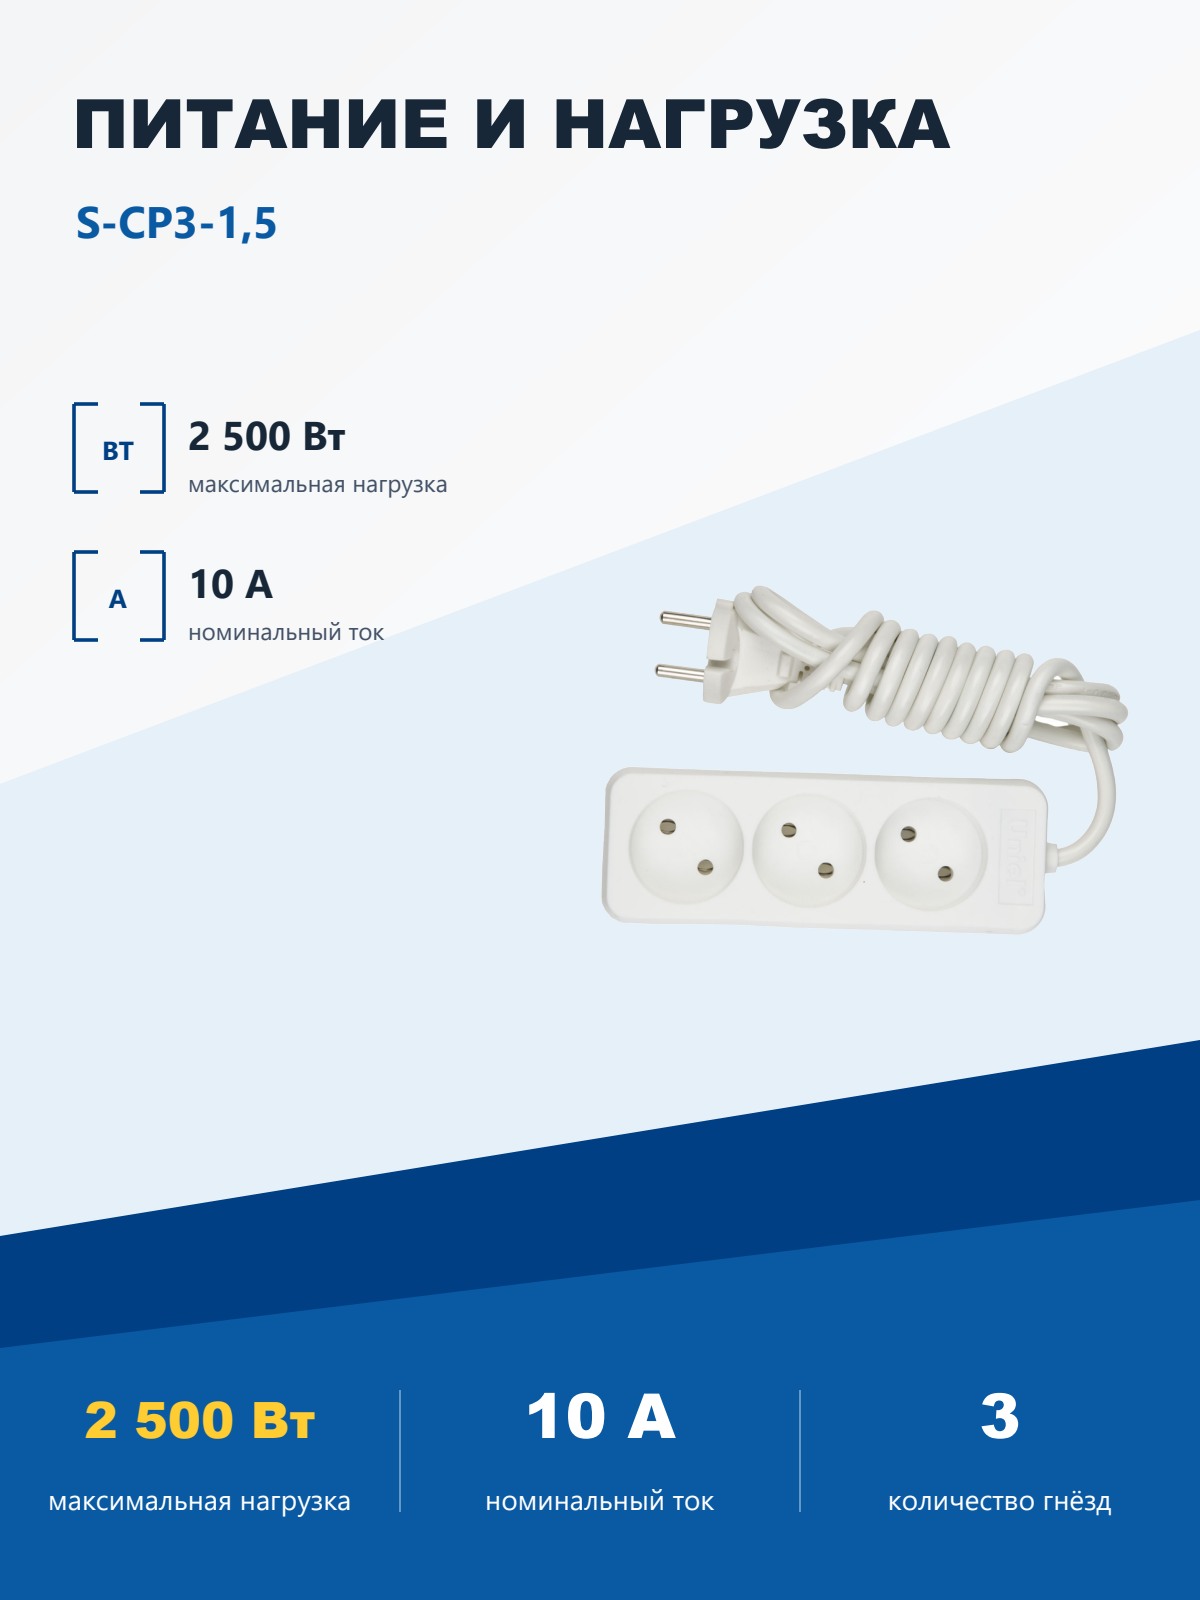 ПИТАНИЕ И НАГРУЗКА
S-CP3-1,5
ВТ
2 500 Вт
максимальная нагрузка
А
10 А
номинальный ток
2 500 Вт
максимальная нагрузка
10 А
номинальный ток
3
количество гнёзд